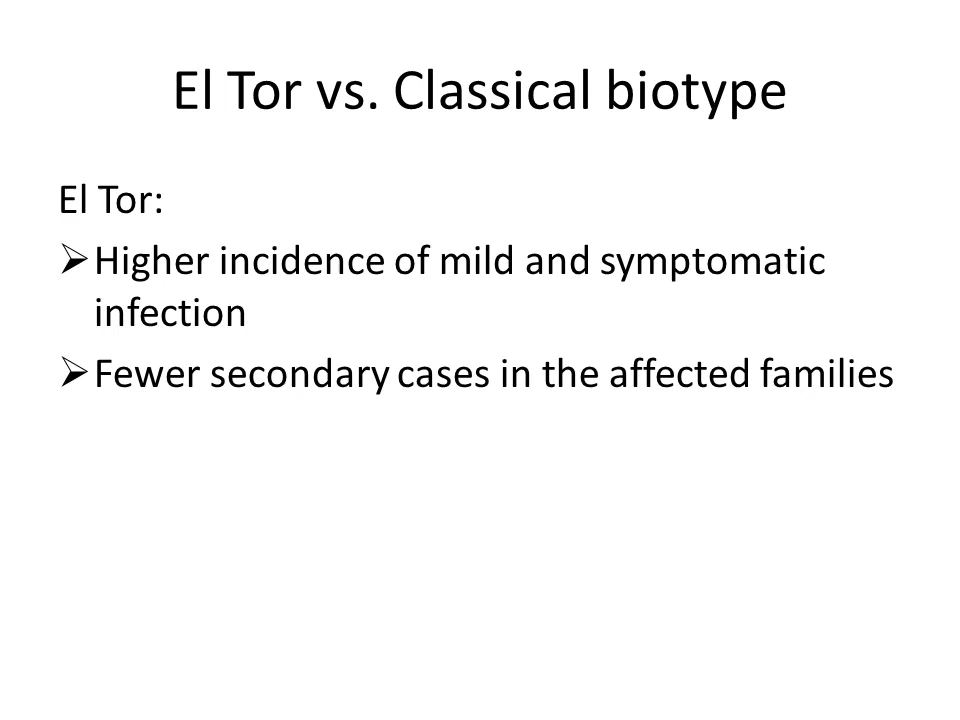 El Tor vs. Classical biotype
El Tor:
➢Higher incidence of mild and symptomatic
infection
➢Fewer secondary cases in the affected families